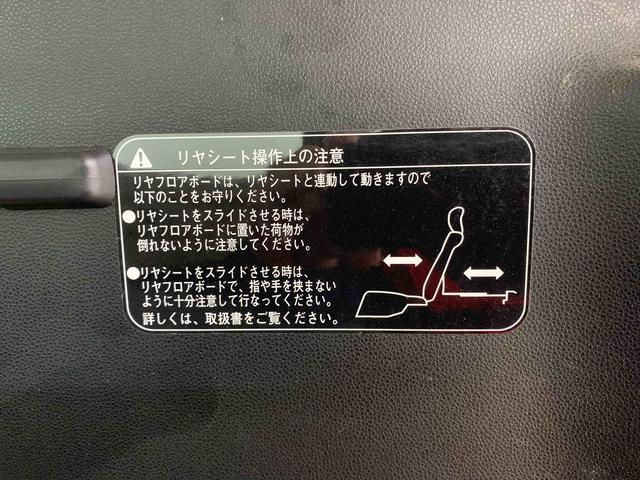 リヤシート操作上の注意
リヤフロアボードは、リヤシートと連動して動きますので
以下のことをお守りください。
●リヤシートをスライドさせる時は、
リヤフロアボードに置いた荷物が
倒れないように注意してください。
●リヤシートをスライドさせる時は、
リヤフロアボードで、指や手を挟まない
ように十分注意して行なってください。
詳しくは、取扱書をご覧ください。